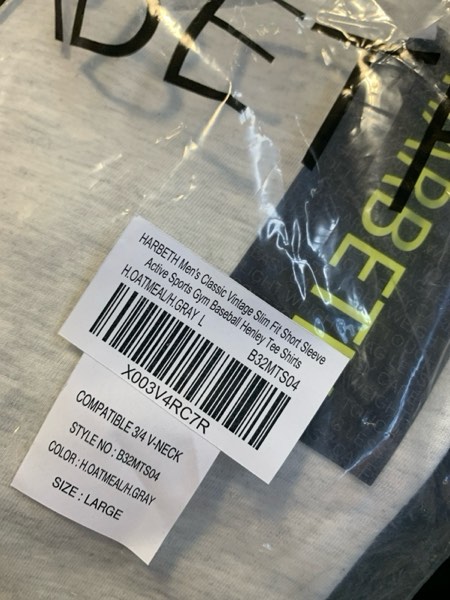 DE
HARBETH
HARBETH Men's Classic Vintage Slim Fit Short Sleeve
Active Sports Gym Baseball Henley Tee Shirts
H.OATMEAL/H.GRAY L
B32MTS04
X003V4RC7R
COMPATIBLE 3/4 V-NECK
STYLE NO : B32MTS04
COLOR : H.OATMEAL/H.GRAY
SIZE : LARGE